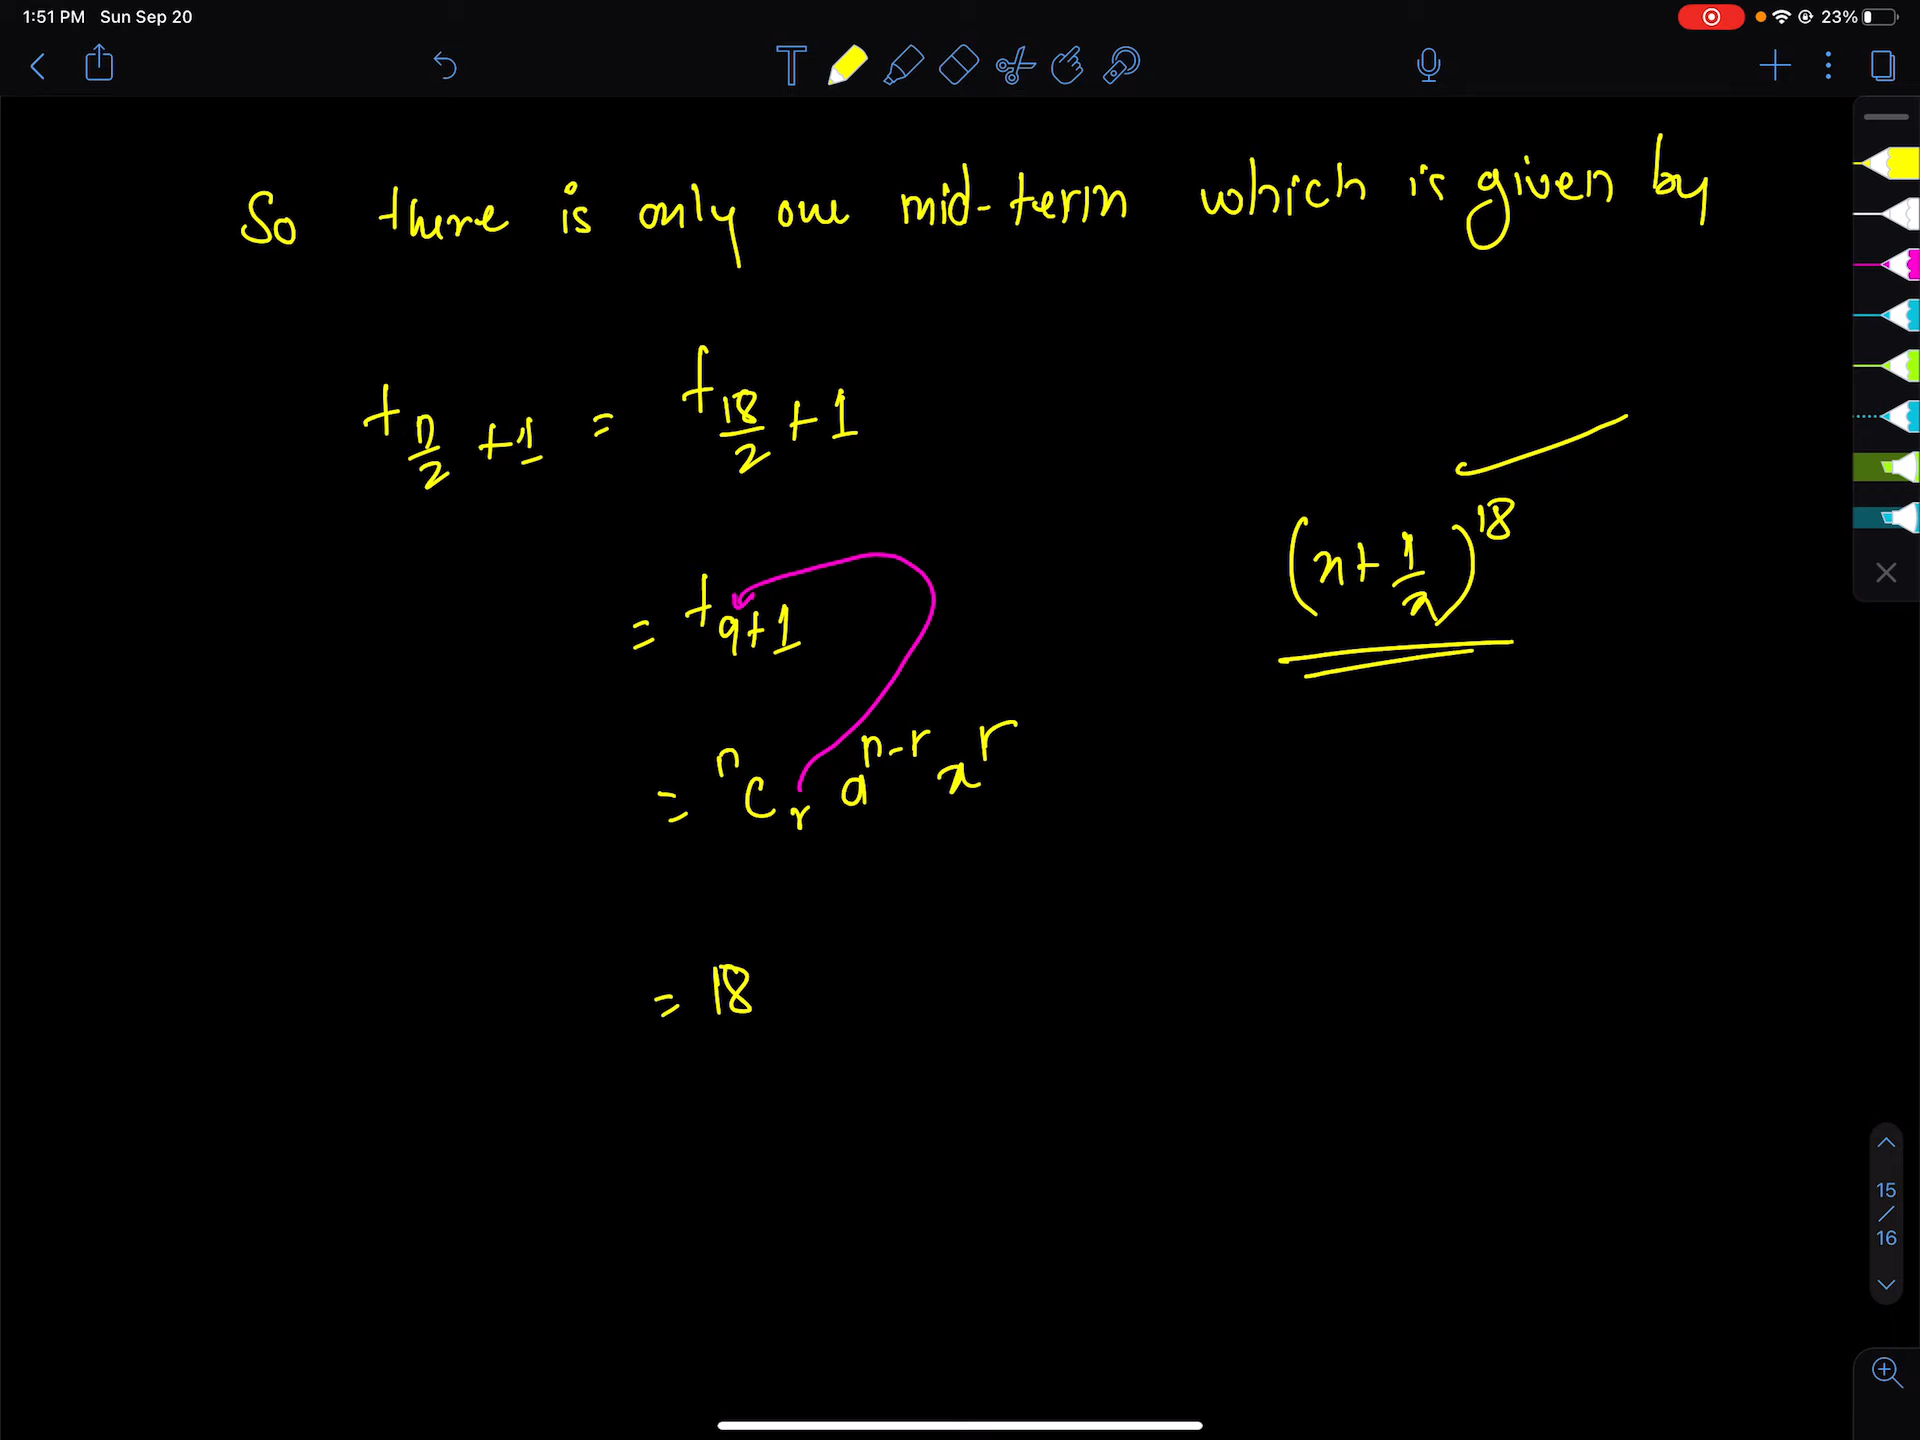 1:51 PM Sun Sep 20
23%
So there is only one mid-term which is given by
t n/2 + 1 = t 18/2 + 1
(x + 1/x)^18
= t 9+1
= ⁿC_r a^(n-r) x^r
= 18
15
/
16